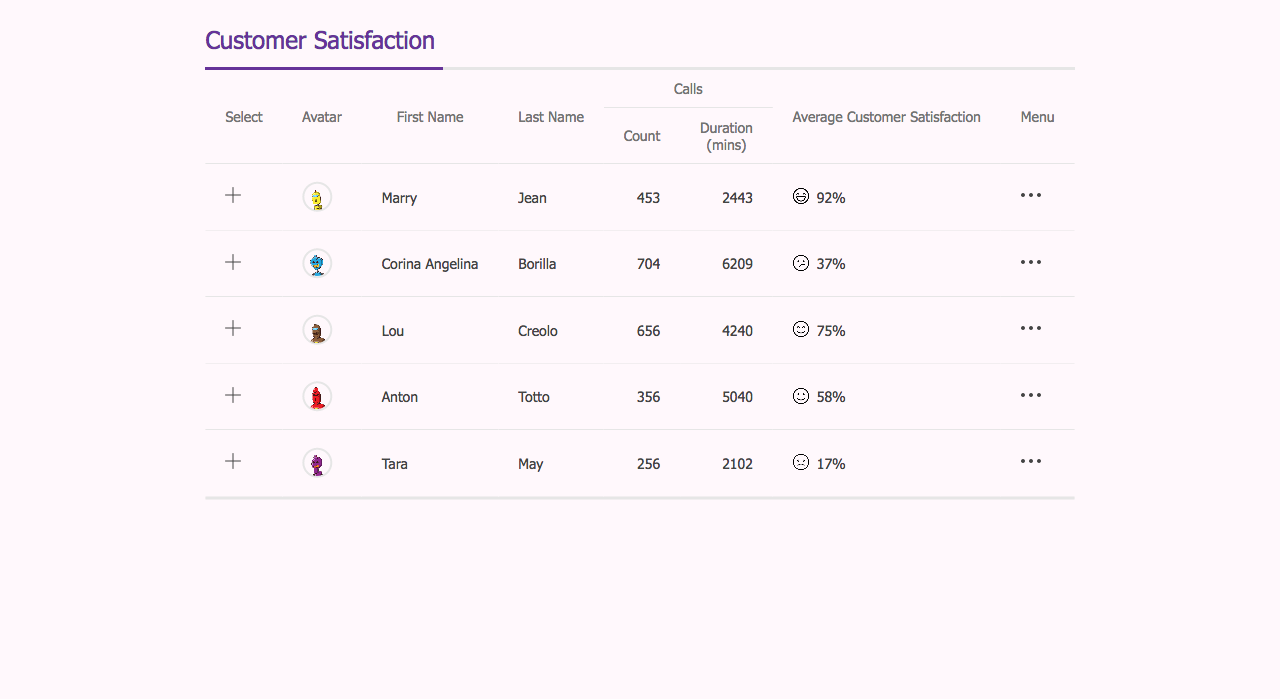 Customer Satisfaction
Calls
Select Avatar First Name Last Name Average Customer Satisfaction Menu
Count Duration
(mins)
Marry Jean 453 2443 92%
Corina Angelina Borilla 704 6209 37%
Lou Creolo 656 4240 75%
Anton Totto 356 5040 58%
Tara May 256 2102 17%